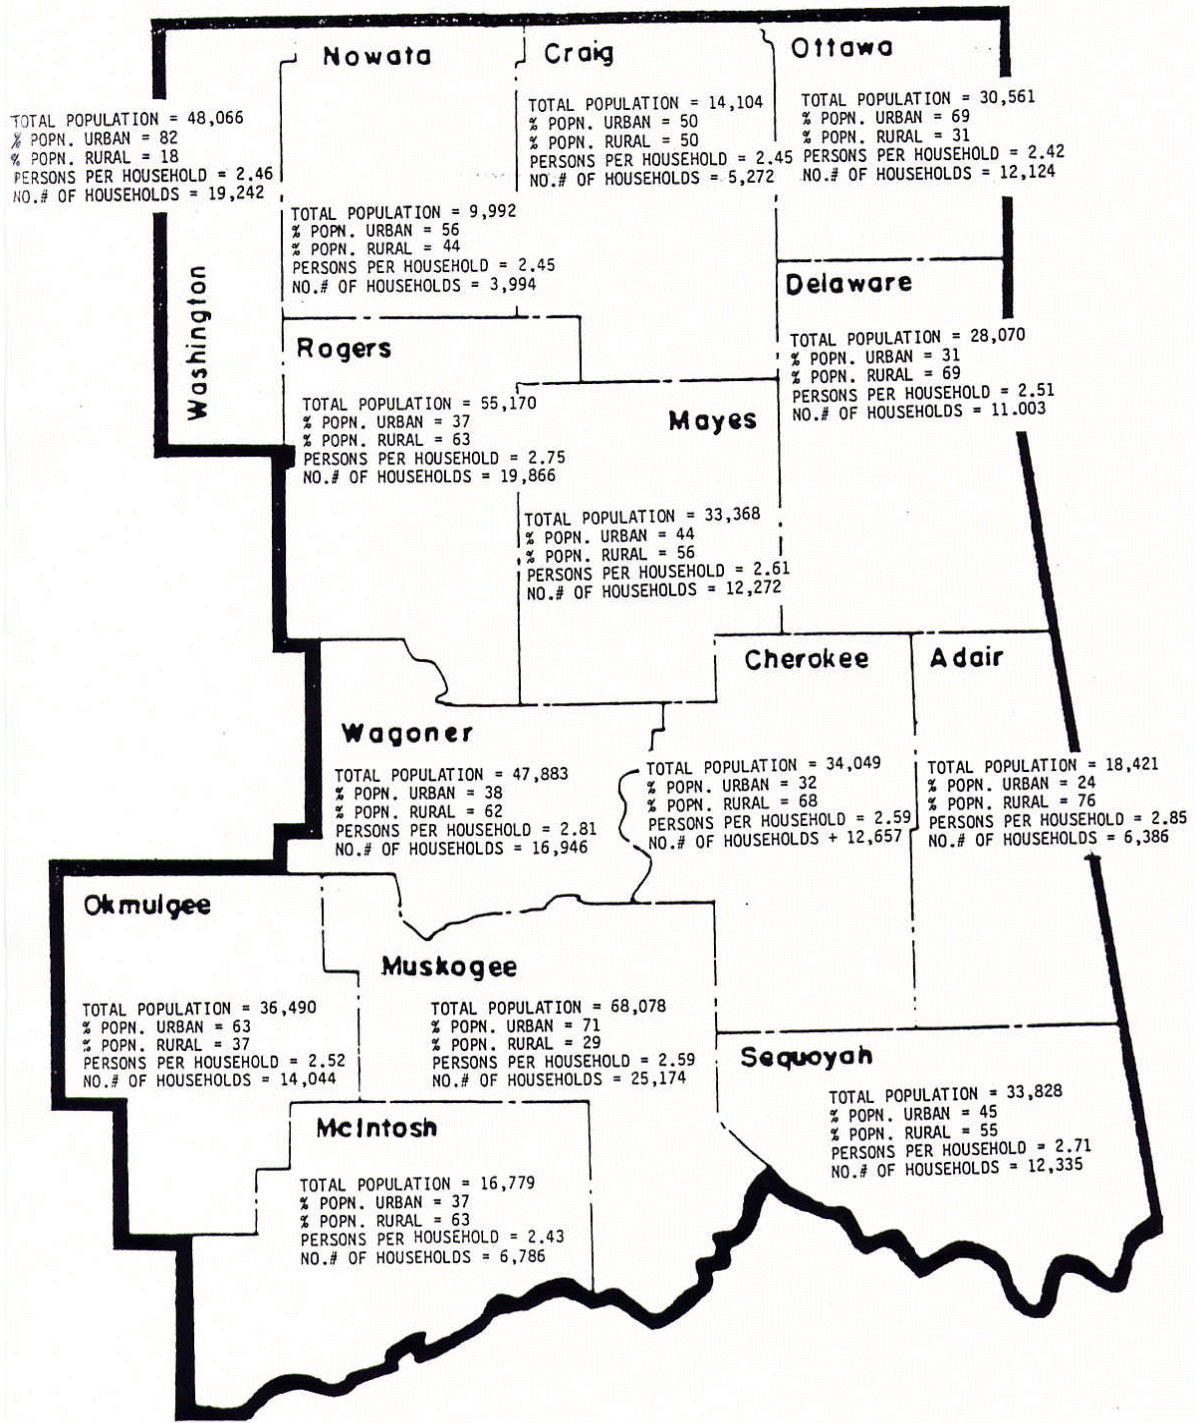 Nowata
Craig
Ottawa
TOTAL POPULATION = 48,066
% POPN. URBAN = 82
% POPN. RURAL = 18
PERSONS PER HOUSEHOLD = 2.46
NO.# OF HOUSEHOLDS = 19,242
TOTAL POPULATION = 14,104
% POPN. URBAN = 50
% POPN. RURAL = 50
PERSONS PER HOUSEHOLD = 2.45
NO.# OF HOUSEHOLDS = 5,272
TOTAL POPULATION = 30,561
% POPN. URBAN = 69
% POPN. RURAL = 31
PERSONS PER HOUSEHOLD = 2.42
NO.# OF HOUSEHOLDS = 12,124
TOTAL POPULATION = 9,992
% POPN. URBAN = 56
% POPN. RURAL = 44
PERSONS PER HOUSEHOLD = 2.45
NO.# OF HOUSEHOLDS = 3,994
Washington
Delaware
TOTAL POPULATION = 28,070
% POPN. URBAN = 31
% POPN. RURAL = 69
PERSONS PER HOUSEHOLD = 2.51
NO.# OF HOUSEHOLDS = 11.003
Rogers
TOTAL POPULATION = 55,170
% POPN. URBAN = 37
% POPN. RURAL = 63
PERSONS PER HOUSEHOLD = 2.75
NO.# OF HOUSEHOLDS = 19,866
Mayes
TOTAL POPULATION = 33,368
% POPN. URBAN = 44
% POPN. RURAL = 56
PERSONS PER HOUSEHOLD = 2.61
NO.# OF HOUSEHOLDS = 12,272
Cherokee
Adair
Wagoner
TOTAL POPULATION = 47,883
% POPN. URBAN = 38
% POPN. RURAL = 62
PERSONS PER HOUSEHOLD = 2.81
NO.# OF HOUSEHOLDS = 16,946
TOTAL POPULATION = 34,049
% POPN. URBAN = 32
% POPN. RURAL = 68
PERSONS PER HOUSEHOLD = 2.59
NO.# OF HOUSEHOLDS + 12,657
TOTAL POPULATION = 18,421
% POPN. URBAN = 24
% POPN. RURAL = 76
PERSONS PER HOUSEHOLD = 2.85
NO.# OF HOUSEHOLDS = 6,386
Okmulgee
Muskogee
TOTAL POPULATION = 36,490
% POPN. URBAN = 63
% POPN. RURAL = 37
PERSONS PER HOUSEHOLD = 2.52
NO.# OF HOUSEHOLDS = 14,044
TOTAL POPULATION = 68,078
% POPN. URBAN = 71
% POPN. RURAL = 29
PERSONS PER HOUSEHOLD = 2.59
NO.# OF HOUSEHOLDS = 25,174
Sequoyah
TOTAL POPULATION = 33,828
% POPN. URBAN = 45
% POPN. RURAL = 55
PERSONS PER HOUSEHOLD = 2.71
NO.# OF HOUSEHOLDS = 12,335
McIntosh
TOTAL POPULATION = 16,779
% POPN. URBAN = 37
% POPN. RURAL = 63
PERSONS PER HOUSEHOLD = 2.43
NO.# OF HOUSEHOLDS = 6,786